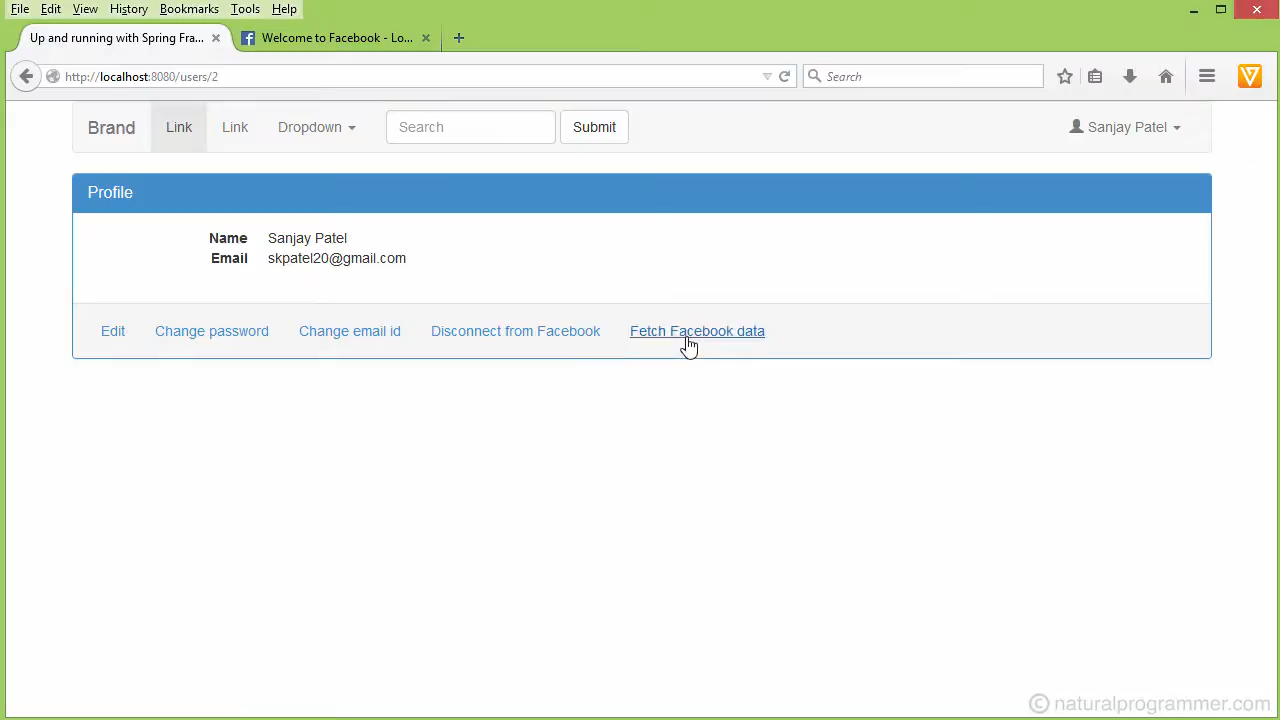 File Edit View History Bookmarks Tools Help
Up and running with Spring Fra...
Welcome to Facebook - Lo...
http://localhost:8080/users/2
Search
Brand Link Link Dropdown Search Submit Sanjay Patel
Profile
Name Sanjay Patel
Email skpatel20@gmail.com
Edit Change password Change email id Disconnect from Facebook Fetch Facebook data
© naturalprogrammer.com